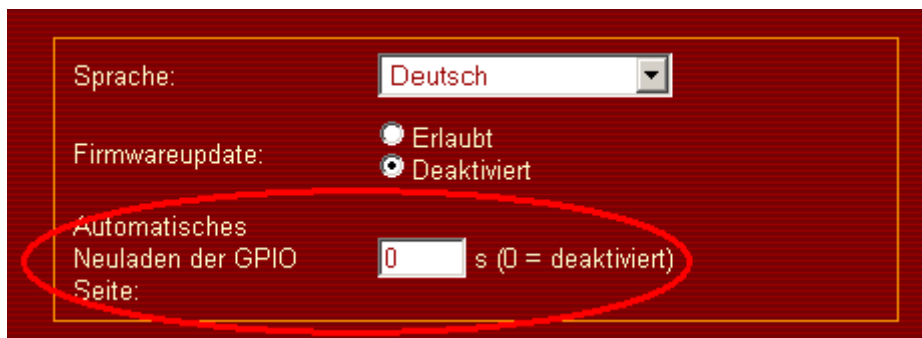 Sprache: Deutsch
Firmwareupdate: Erlaubt
Deaktiviert
Automatisches
Neuladen der GPIO 0 s (0 = deaktiviert)
Seite: